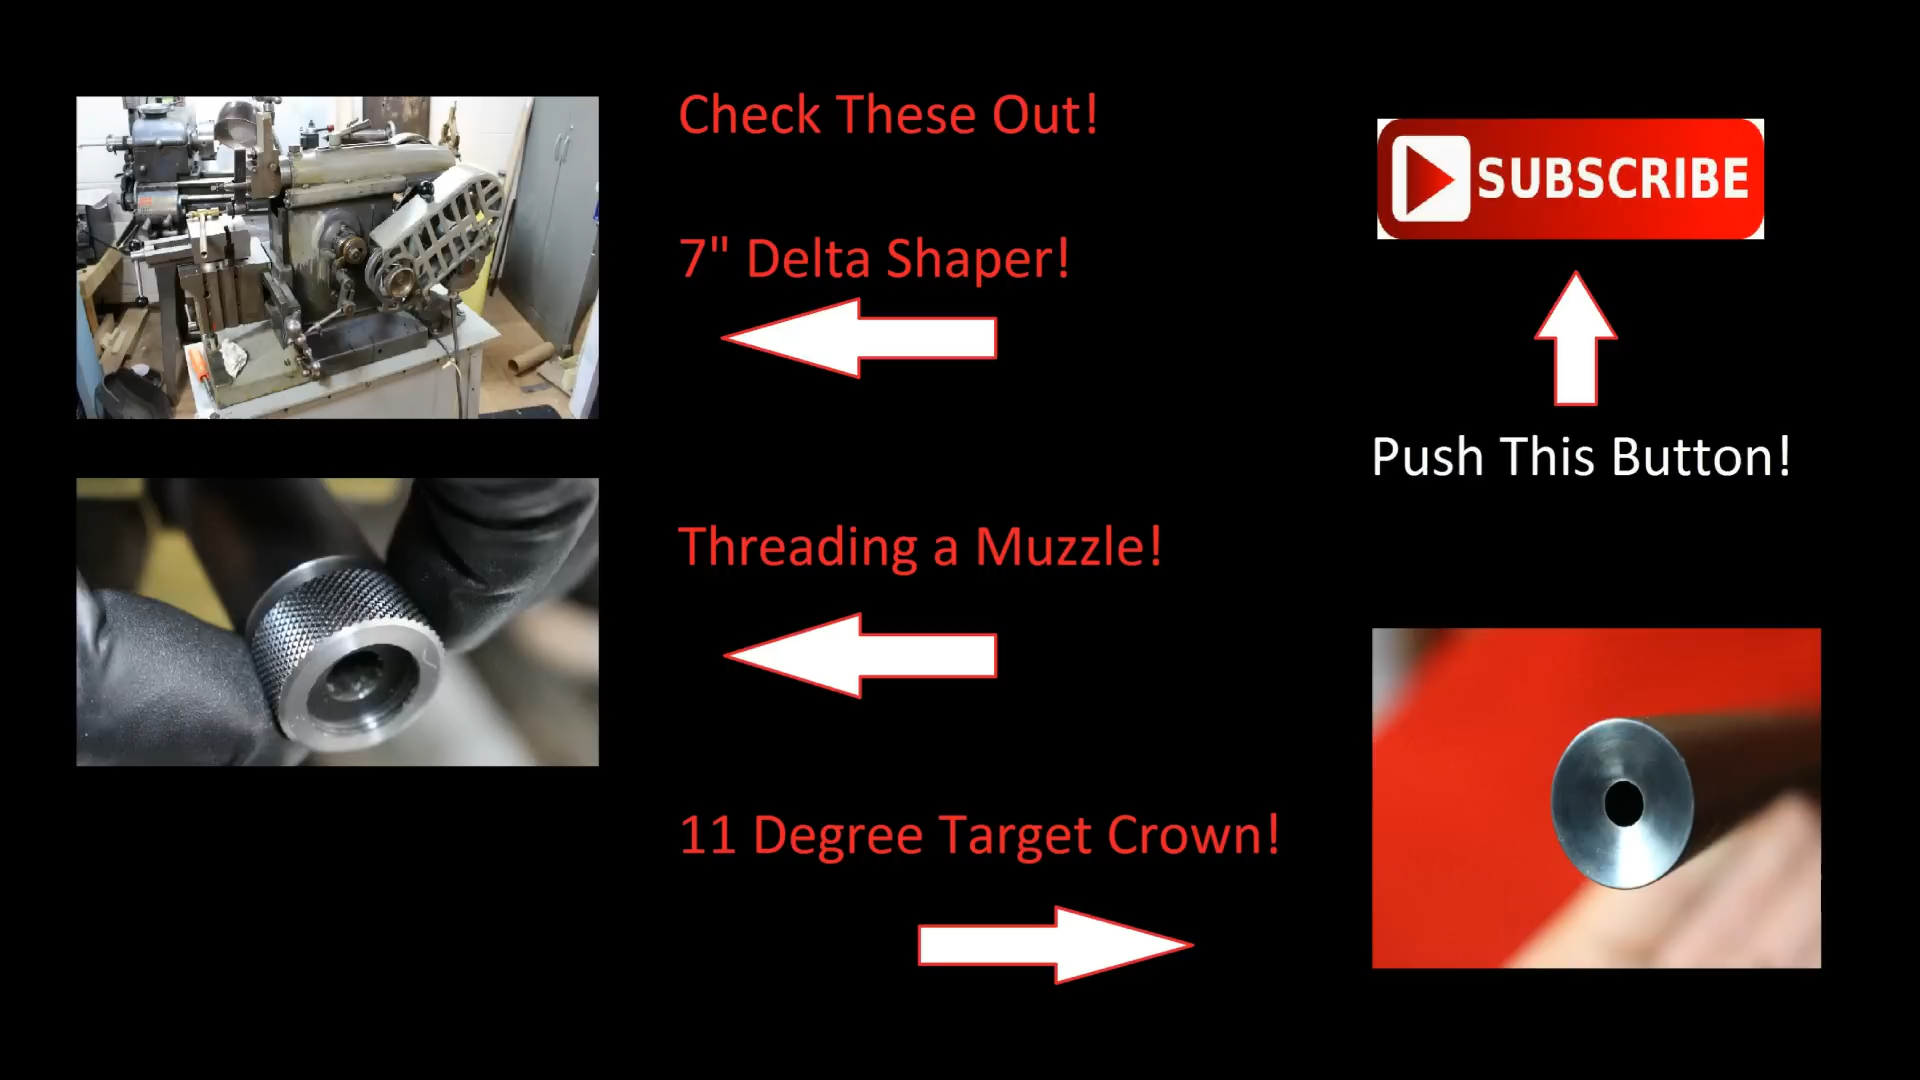 Check These Out!
7" Delta Shaper!
SUBSCRIBE
Push This Button!
Threading a Muzzle!
11 Degree Target Crown!